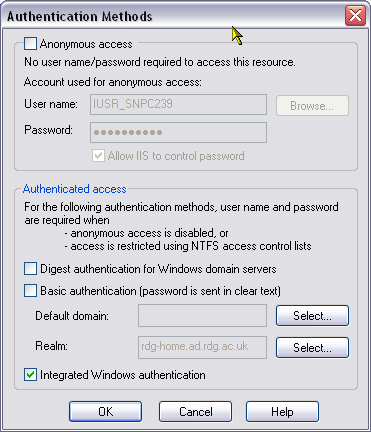 Authentication Methods
Anonymous access
No user name/password required to access this resource.
Account used for anonymous access:
User name: IUSR_SNPC239 Browse...
Password: ●●●●●●●●●●
Allow IIS to control password
Authenticated access
For the following authentication methods, user name and password
are required when
- anonymous access is disabled, or
- access is restricted using NTFS access control lists
Digest authentication for Windows domain servers
Basic authentication (password is sent in clear text)
Default domain: Select...
Realm: rdg-home.ad.rdg.ac.uk Select...
Integrated Windows authentication
OK Cancel Help